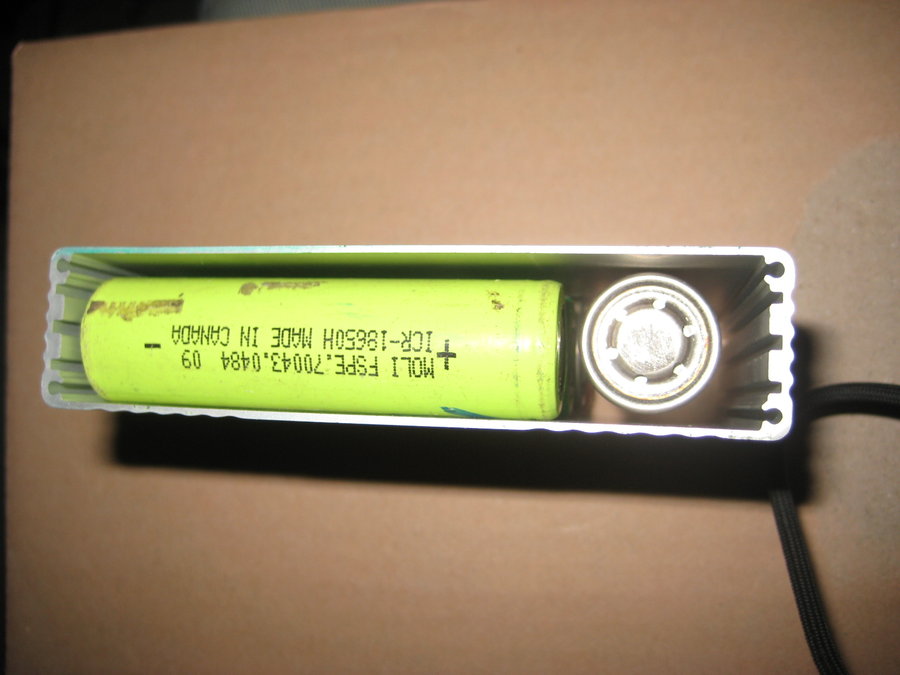 MOLI FSPE.70043.0484 09
+ ICR-18650H MADE IN CANADA -